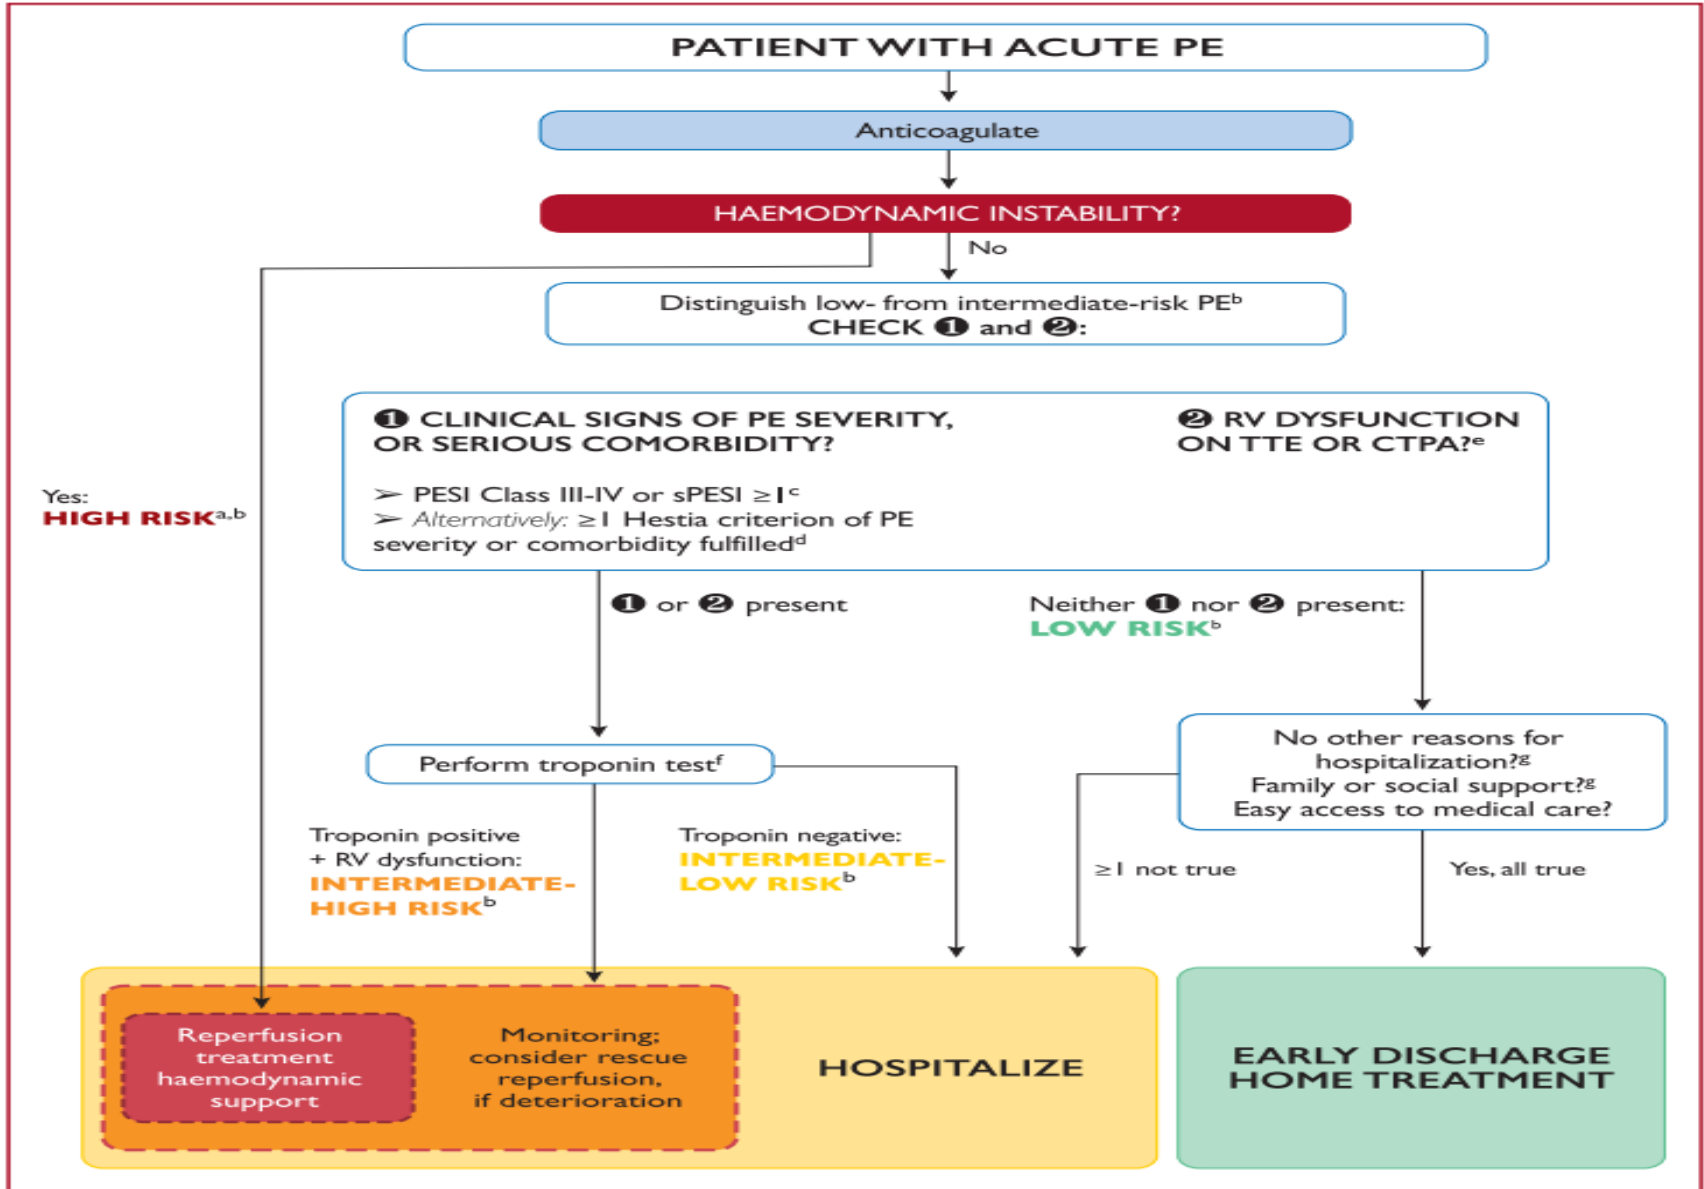 PATIENT WITH ACUTE PE
Anticoagulate
HAEMODYNAMIC INSTABILITY?
No
Distinguish low- from intermediate-risk PEᵇ
CHECK ❶ and ❷:
❶ CLINICAL SIGNS OF PE SEVERITY,
OR SERIOUS COMORBIDITY?
➢ PESI Class III-IV or sPESI ≥1ᶜ
➢ Alternatively: ≥1 Hestia criterion of PE
severity or comorbidity fulfilledᵈ
❷ RV DYSFUNCTION
ON TTE OR CTPA?ᵉ
Yes:
HIGH RISKᵃ,ᵇ
❶ or ❷ present
Neither ❶ nor ❷ present:
LOW RISKᵇ
Perform troponin testᶠ
No other reasons for
hospitalization?ᵍ
Family or social support?ᵍ
Easy access to medical care?
Troponin positive
+ RV dysfunction:
INTERMEDIATE-
HIGH RISKᵇ
Troponin negative:
INTERMEDIATE-
LOW RISKᵇ
≥1 not true
Yes, all true
Reperfusion
treatment
haemodynamic
support
Monitoring;
consider rescue
reperfusion,
if deterioration
HOSPITALIZE
EARLY DISCHARGE
HOME TREATMENT